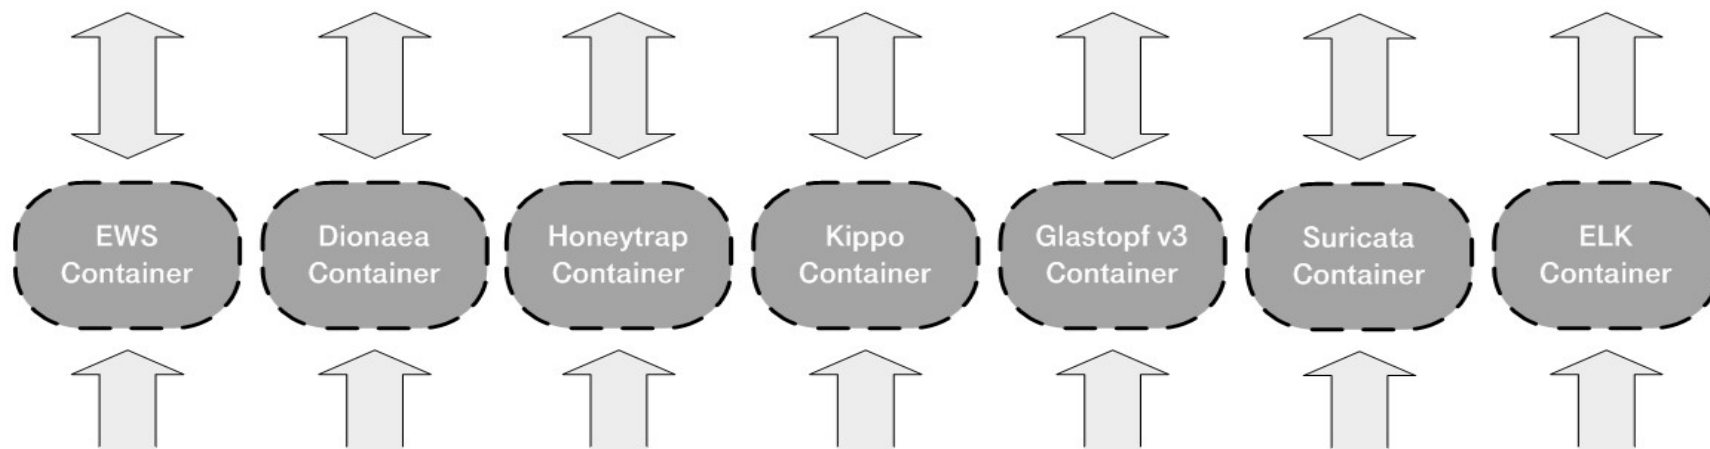 EWS
Container
Dionaea
Container
Honeytrap
Container
Kippo
Container
Glastopf v3
Container
Suricata
Container
ELK
Container